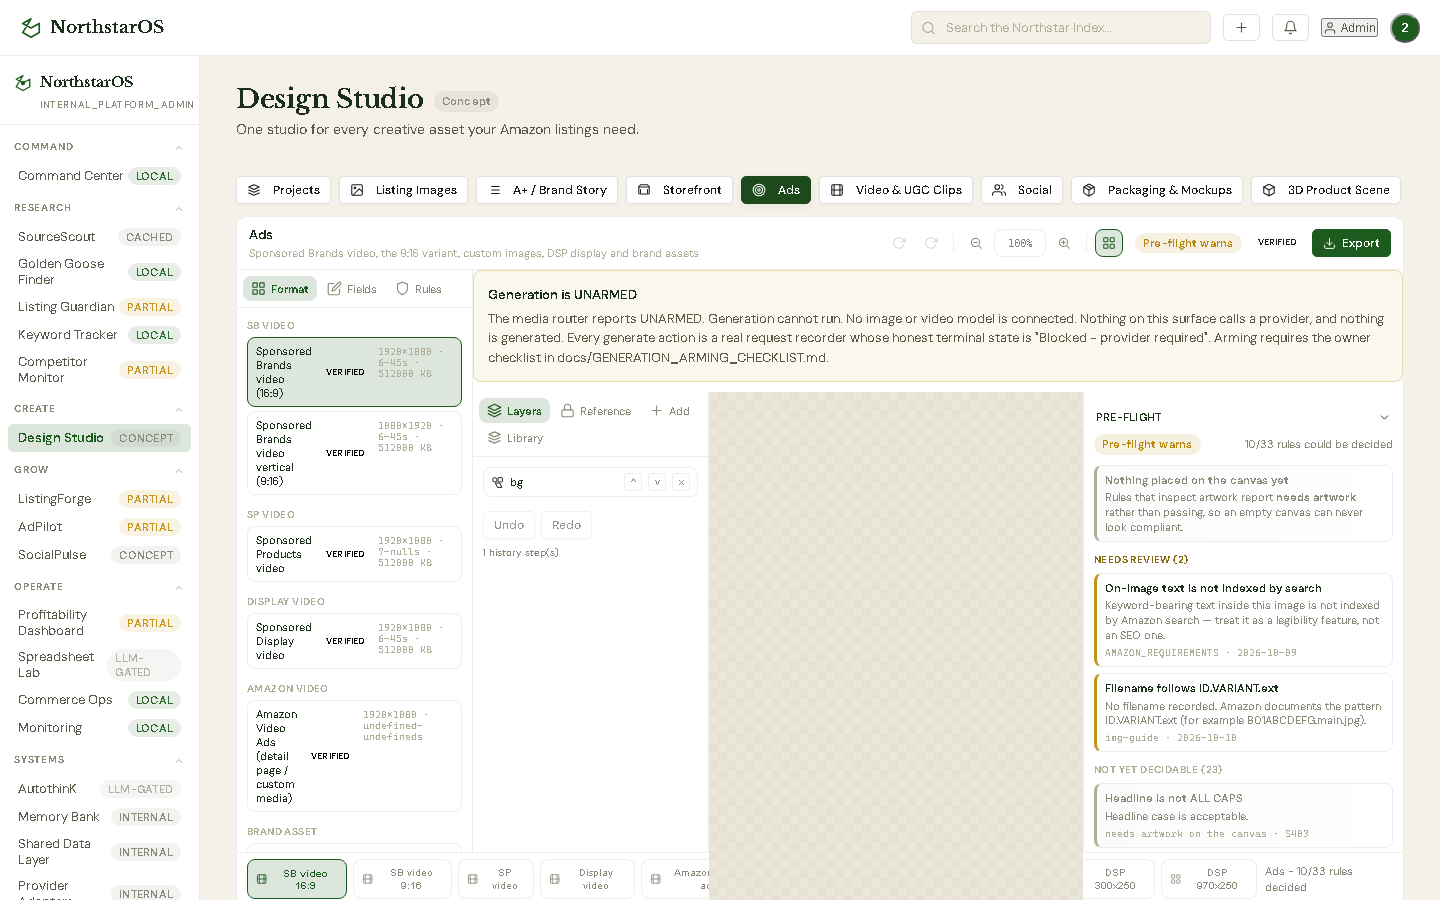 NorthstarOS
Search the Northstar Index...
Admin
2
NorthstarOS
INTERNAL_PLATFORM_ADMIN
COMMAND
Command Center LOCAL
RESEARCH
SourceScout CACHED
Golden Goose
Finder
LOCAL
Listing Guardian PARTIAL
Keyword Tracker LOCAL
Competitor
Monitor
PARTIAL
CREATE
Design Studio CONCEPT
GROW
ListingForge PARTIAL
AdPilot PARTIAL
SocialPulse CONCEPT
OPERATE
Profitability
Dashboard
PARTIAL
Spreadsheet
Lab
LLM-
GATED
Commerce Ops LOCAL
Monitoring LOCAL
SYSTEMS
AutothinK LLM-GATED
Memory Bank INTERNAL
Shared Data
Layer
INTERNAL
Provider
INTERNAL
Design Studio Concept
One studio for every creative asset your Amazon listings need.
Projects
Listing Images
A+ / Brand Story
Storefront
Ads
Video & UGC Clips
Social
Packaging & Mockups
3D Product Scene
Ads
Sponsored Brands video, the 9:16 variant, custom images, DSP display and brand assets
100%
Pre-flight warns
VERIFIED
Export
Format
Fields
Rules
SB VIDEO
Sponsored
Brands
video
(16:9)
VERIFIED
1920×1080 ·
6-45s ·
512000 KB
Sponsored
Brands
video
vertical
(9:16)
VERIFIED
1080×1920 ·
6-45s ·
512000 KB
SP VIDEO
Sponsored
Products
video
VERIFIED
1920×1080 ·
7-nulls ·
512000 KB
DISPLAY VIDEO
Sponsored
Display
video
VERIFIED
1920×1080 ·
6-45s ·
512000 KB
AMAZON VIDEO
Amazon
Video
Ads
(detail
page /
custom
media)
VERIFIED
1920×1080 ·
undefined-
undefineds
BRAND ASSET
Generation is UNARMED
The media router reports UNARMED. Generation cannot run. No image or video model is connected. Nothing on this surface calls a provider, and nothing
is generated. Every generate action is a real request recorder whose honest terminal state is "Blocked - provider required". Arming requires the owner
checklist in docs/GENERATION_ARMING_CHECKLIST.md.
Layers
Reference
Add
Library
bg
^
v
×
Undo
Redo
1 history step(s)
PRE-FLIGHT
Pre-flight warns
10/33 rules could be decided
Nothing placed on the canvas yet
Rules that inspect artwork report needs artwork
rather than passing, so an empty canvas can never
look compliant.
NEEDS REVIEW (2)
On-image text is not indexed by search
Keyword-bearing text inside this image is not indexed
by Amazon search — treat it as a legibility feature, not
an SEO one.
AMAZON_REQUIREMENTS · 2026-10-09
Filename follows ID.VARIANT.ext
No filename recorded. Amazon documents the pattern
ID.VARIANT.ext (for example B01ABCDEFG.main.jpg).
img-guide · 2026-10-10
NOT YET DECIDABLE (23)
Headline is not ALL CAPS
Headline case is acceptable.
needs artwork on the canvas · S4B3
SB video
16:9
SB video
9:16
SP
video
Display
video
DSP
300x250
DSP
970x250
Ads - 10/33 rules
decided